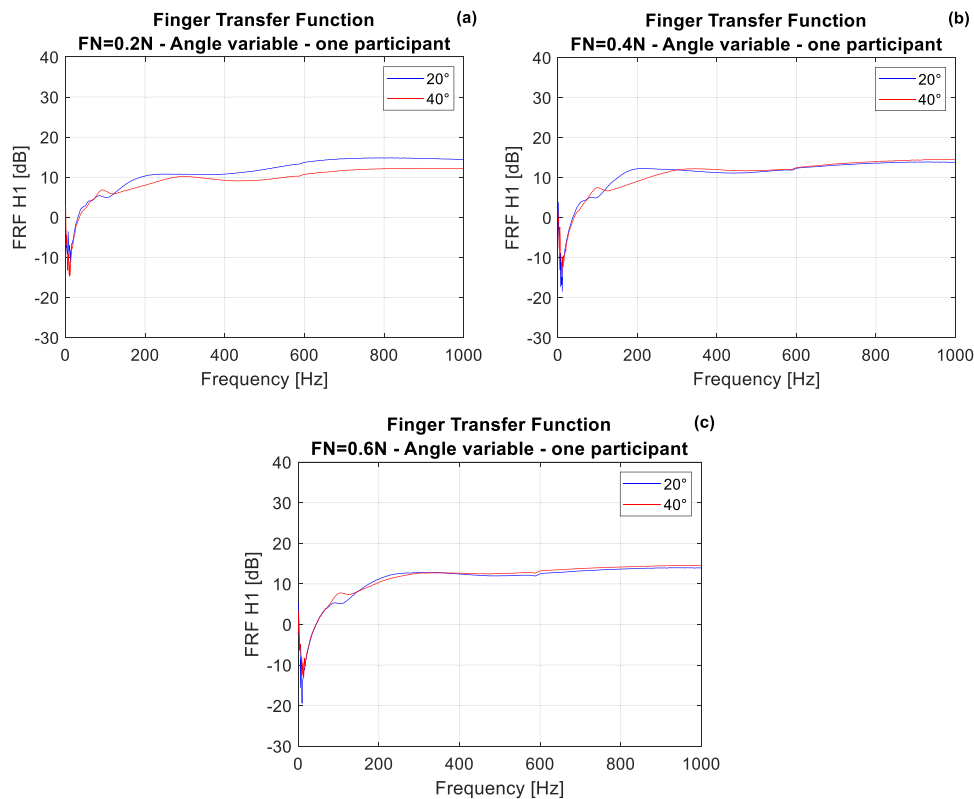 Finger Transfer Function
(a)
FN=0.2N - Angle variable - one participant
40
30
20
10
0
-10
-20
-30
FRF H1 [dB]
20°
40°
0 200 400 600 800 1000
Frequency [Hz]
Finger Transfer Function
(b)
FN=0.4N - Angle variable - one participant
40
30
20
10
0
-10
-20
-30
FRF H1 [dB]
20°
40°
0 200 400 600 800 1000
Frequency [Hz]
Finger Transfer Function
(c)
FN=0.6N - Angle variable - one participant
40
30
20
10
0
-10
-20
-30
FRF H1 [dB]
20°
40°
0 200 400 600 800 1000
Frequency [Hz]